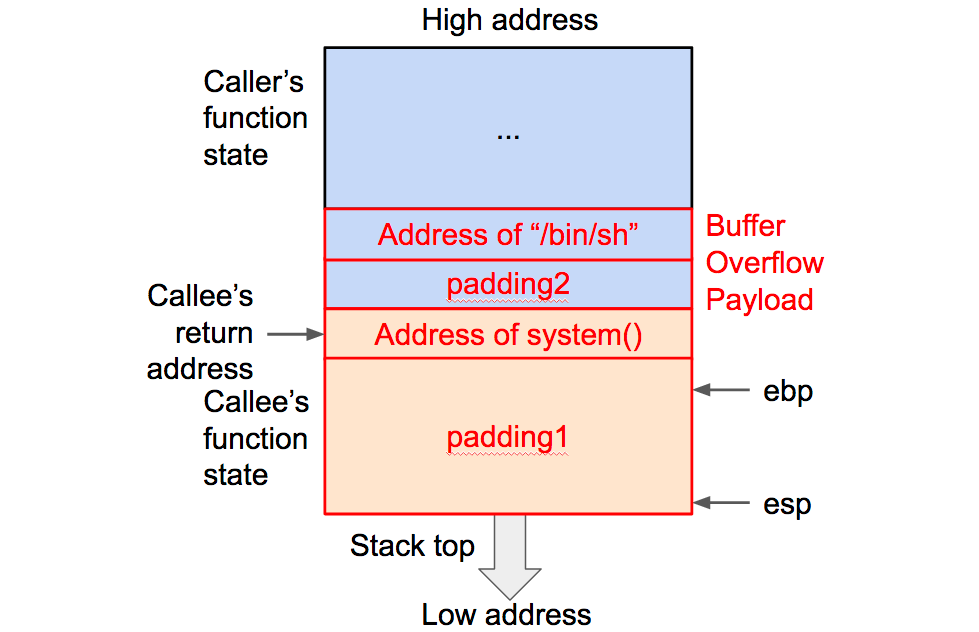 High address
Caller’s
function
state
...
Address of “/bin/sh”
Buffer
Overflow
Payload
padding2
Callee’s
return
address
Address of system()
Callee’s
function
state
padding1
ebp
esp
Stack top
Low address